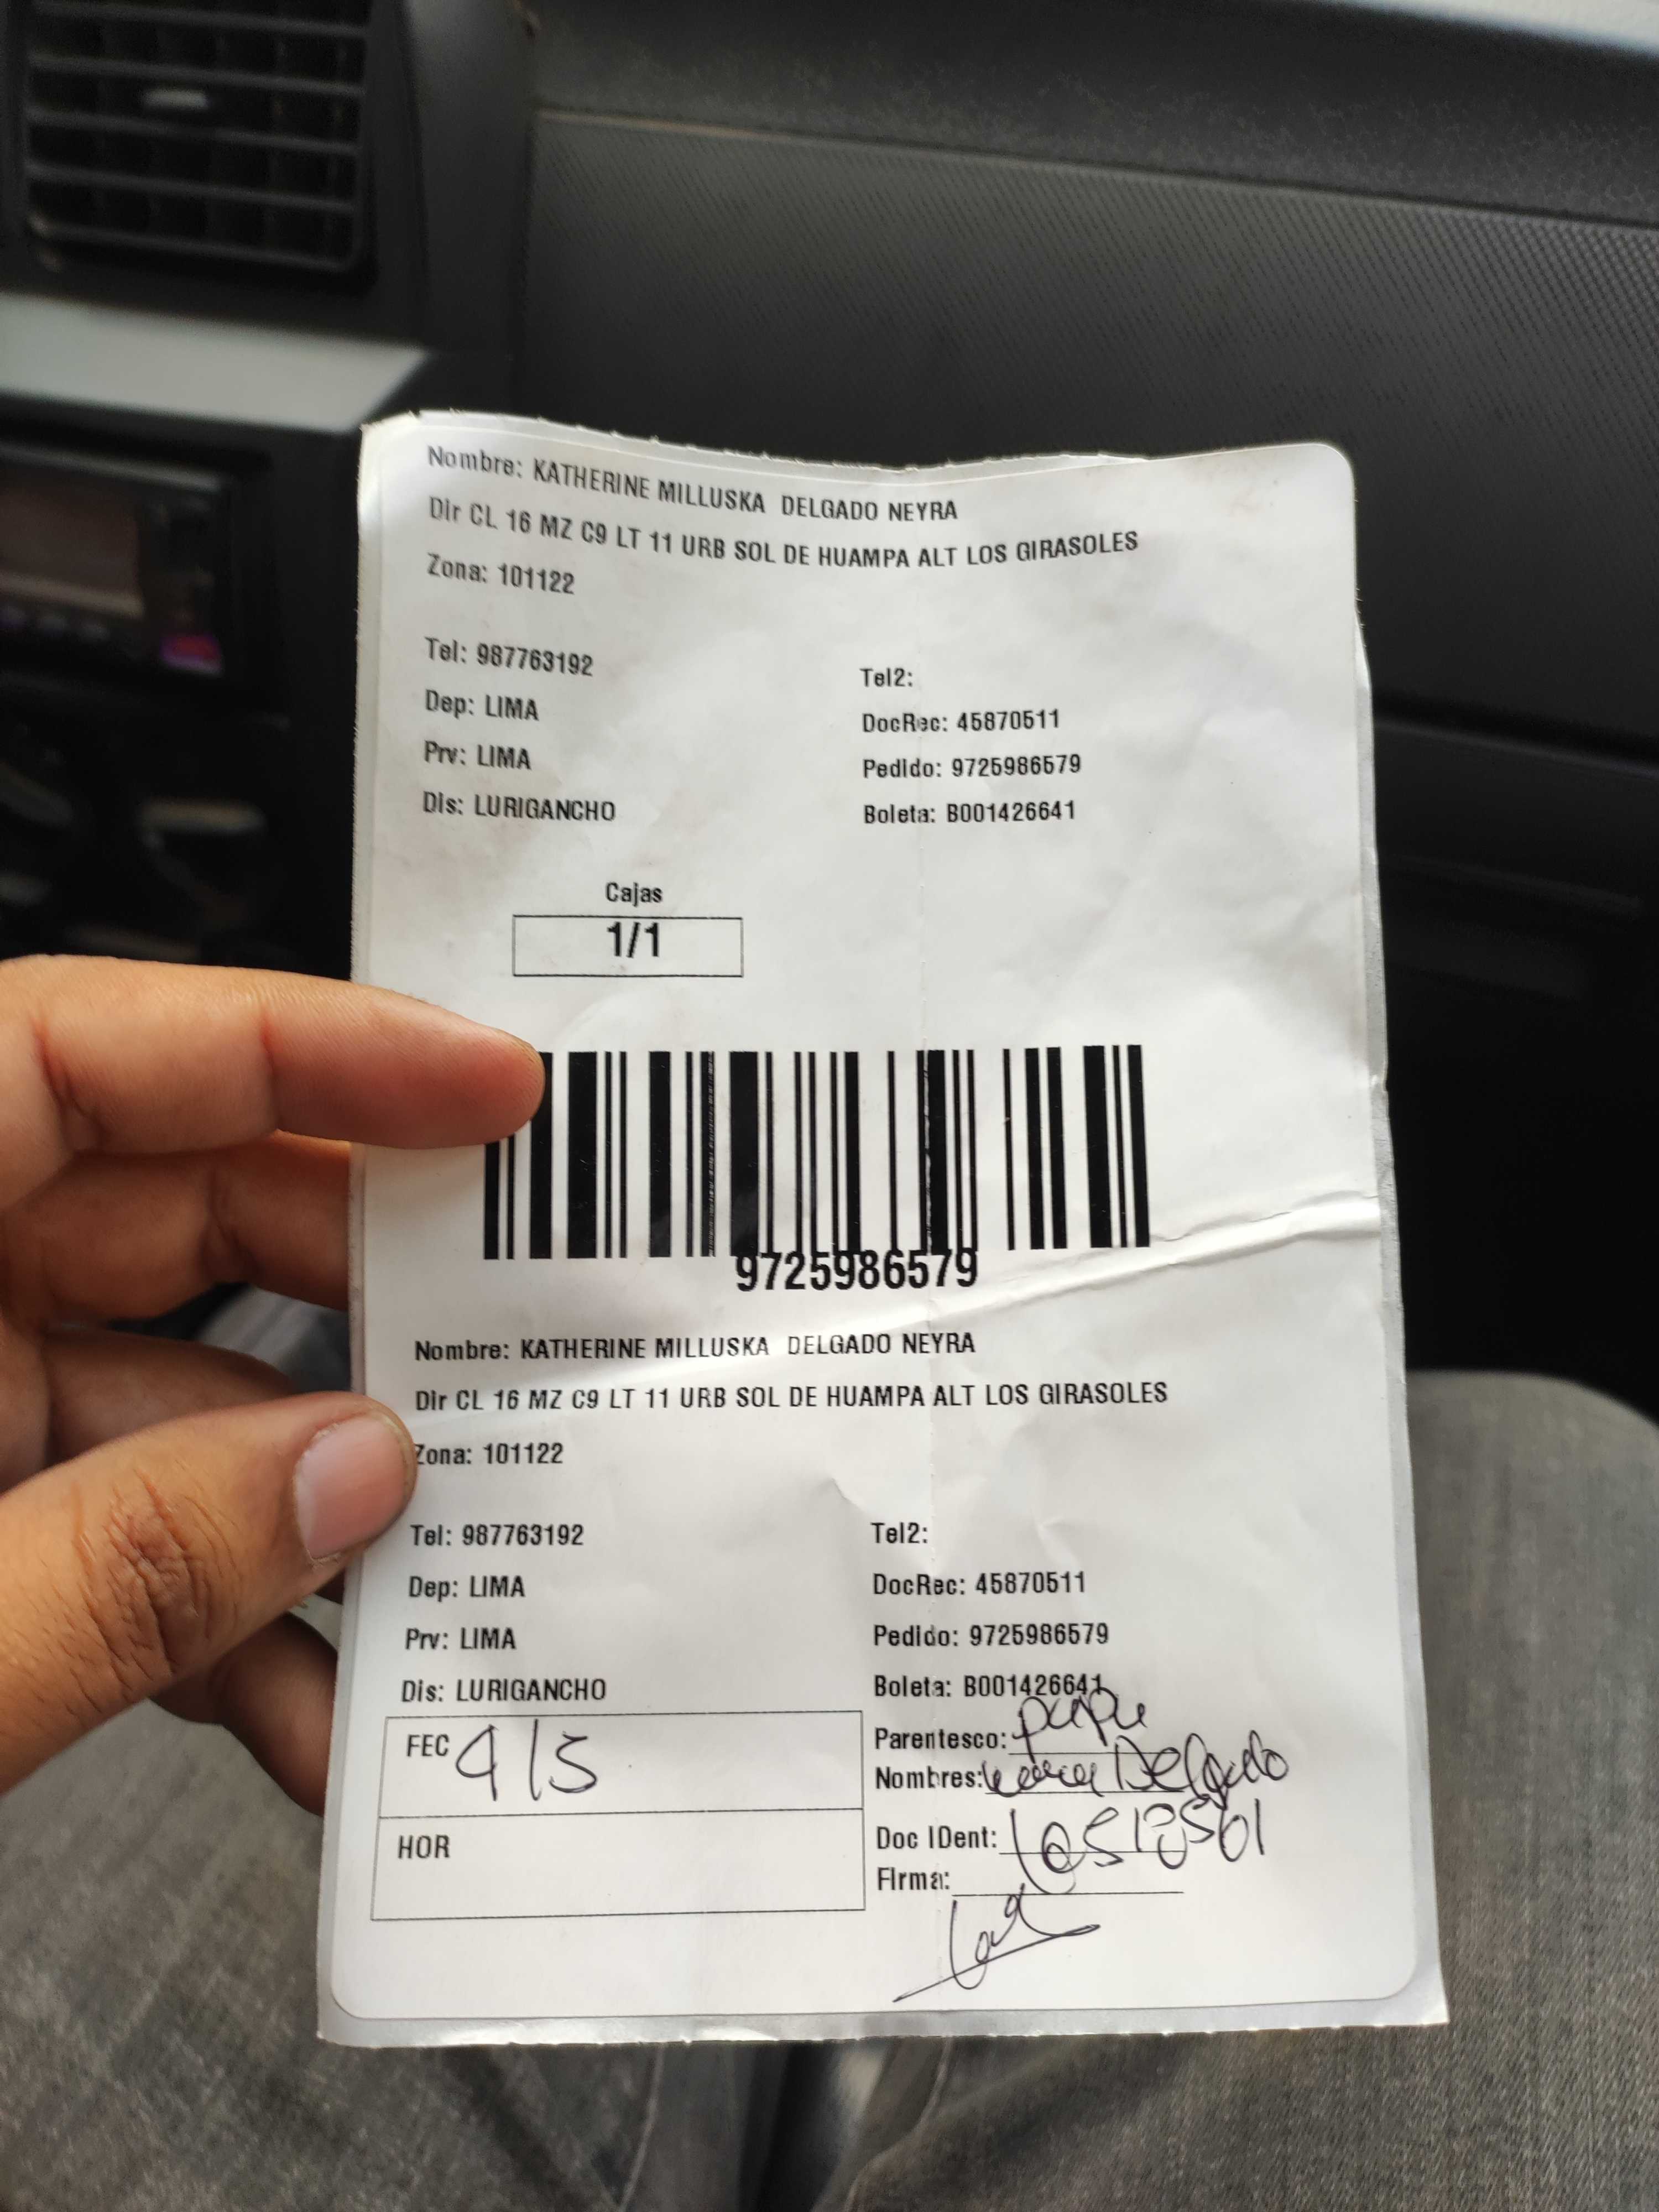 Nombre: KATHERINE MILLUSKA DELGADO NEYRA
Dir CL 16 MZ C9 LT 11 URB SOL DE HUAMPA ALT LOS GIRASOLES
Zona: 101122
Tel: 987763192
Tel2:
Dep: LIMA
DocRec: 45870511
Prv: LIMA
Pedido: 9725986579
Dis: LURIGANCHO
Boleta: B001426641
Cajas
1/1
9725986579
Nombre: KATHERINE MILLUSKA DELGADO NEYRA
Dir CL 16 MZ C9 LT 11 URB SOL DE HUAMPA ALT LOS GIRASOLES
Zona: 101122
Tel: 987763192
Tel2:
Dep: LIMA
DocRec: 45870511
Prv: LIMA
Pedido: 9725986579
Dis: LURIGANCHO
Boleta: B001426641
FEC 9/5
Parentesco:
Nombres: Delgado
HOR
Doc IDent:
Firma: